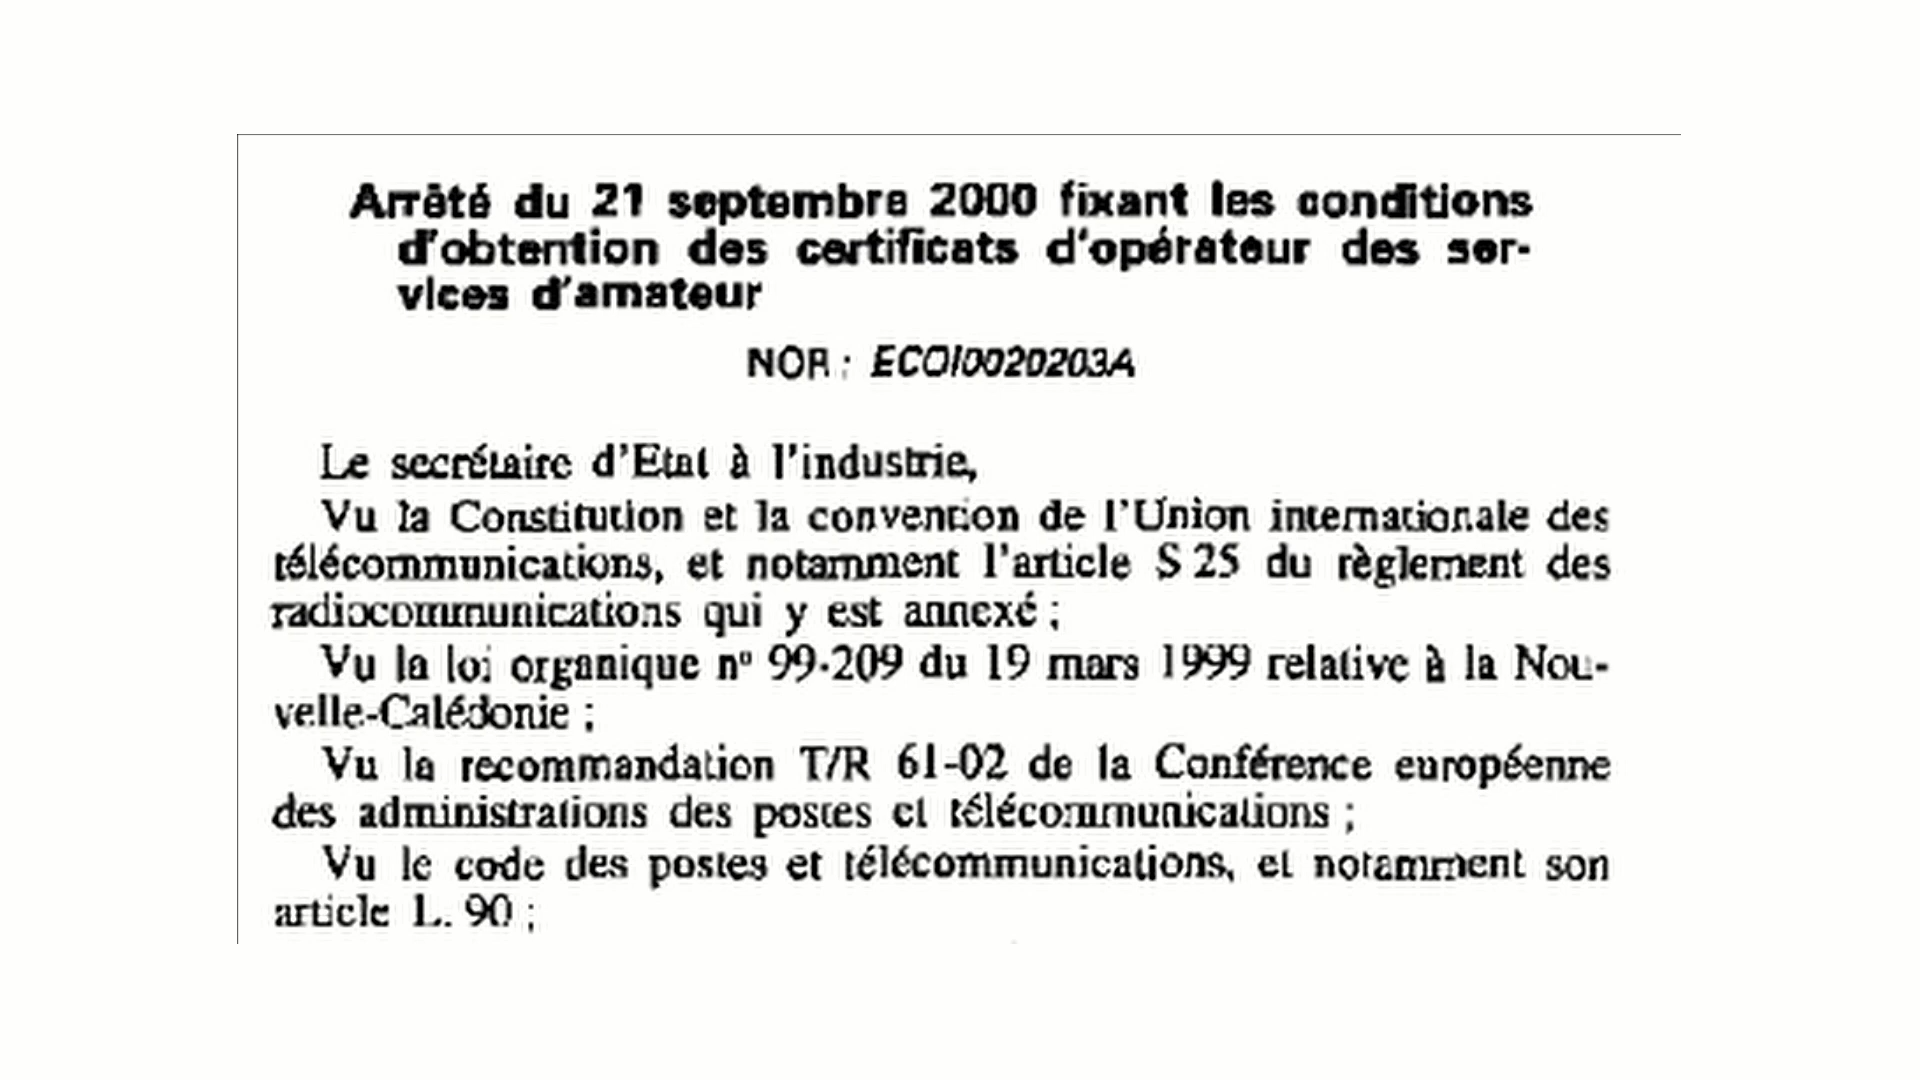 Arrêté du 21 septembre 2000 fixant les conditions
d'obtention des certificats d'opérateur des ser-
vices d'amateur
NOR : ECOI0020203A
Le secrétaire d'Etat à l'industrie,
Vu la Constitution et la convention de l'Union internationale des
télécommunications, et notamment l'article S 25 du règlement des
radiocommunications qui y est annexé ;
Vu la loi organique nº 99-209 du 19 mars 1999 relative à la Nou-
velle-Calédonie ;
Vu la recommandation T/R 61-02 de la Conférence européenne
des administrations des postes et télécommunications ;
Vu le code des postes et télécommunications, et notamment son
article L. 90 ;